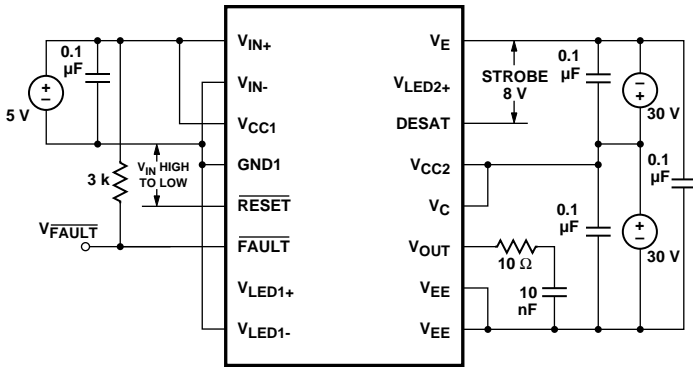 0.1
µF
+
–
5 V
3 k
V_FAULT
V_IN HIGH
TO LOW
V_IN+
V_IN-
V_CC1
GND1
RESET
FAULT
V_LED1+
V_LED1-
V_E
V_LED2+
DESAT
V_CC2
V_C
V_OUT
V_EE
V_EE
STROBE
8 V
10 Ω
10
nF
0.1
µF
–
+
30 V
0.1
µF
0.1
µF
+
–
30 V